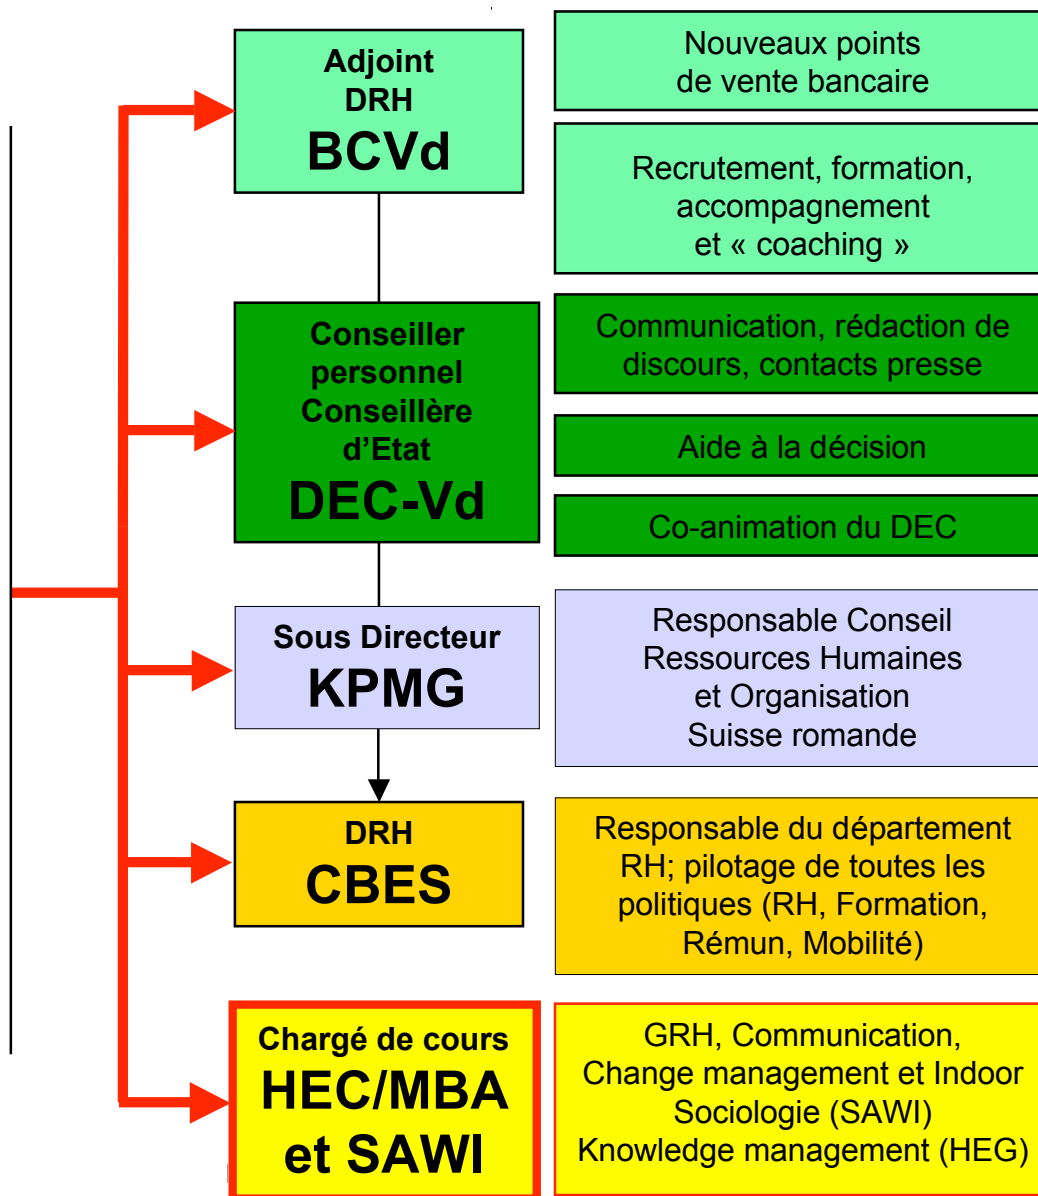 Adjoint
DRH
BCVd
Nouveaux points
de vente bancaire
Recrutement, formation,
accompagnement
et « coaching »
Conseiller
personnel
Conseillère
d'Etat
DEC-Vd
Communication, rédaction de
discours, contacts presse
Aide à la décision
Co-animation du DEC
Sous Directeur
KPMG
Responsable Conseil
Ressources Humaines
et Organisation
Suisse romande
DRH
CBES
Responsable du département
RH; pilotage de toutes les
politiques (RH, Formation,
Rémun, Mobilité)
Chargé de cours
HEC/MBA
et SAWI
GRH, Communication,
Change management et Indoor
Sociologie (SAWI)
Knowledge management (HEG)